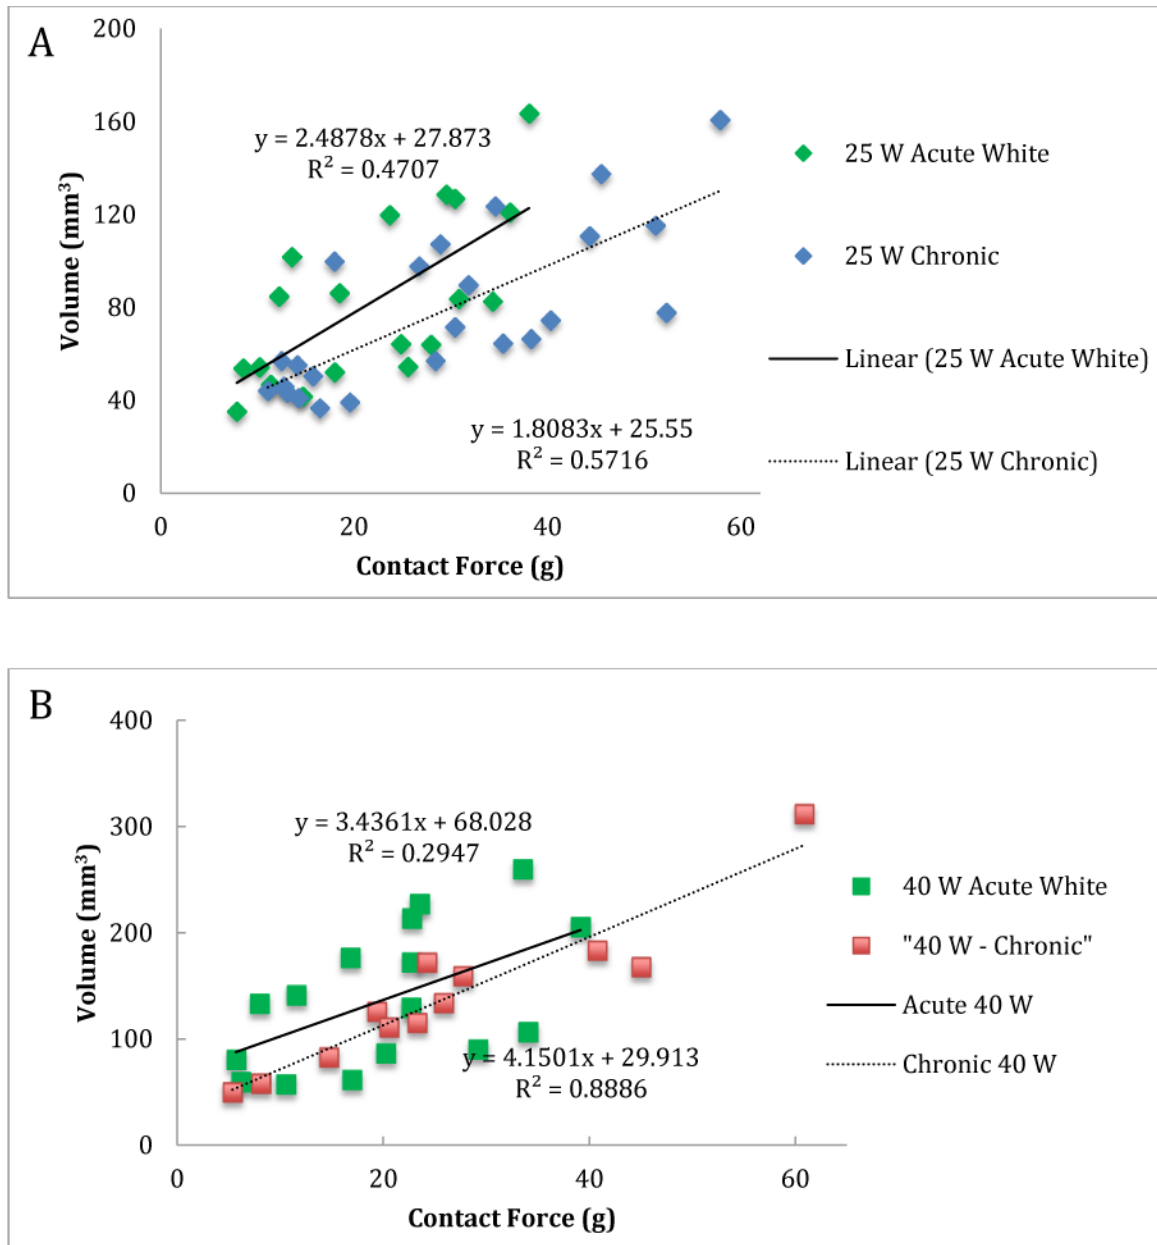 A
200
160
120
80
40
0
Volume (mm³)
y = 2.4878x + 27.873
R² = 0.4707
y = 1.8083x + 25.55
R² = 0.5716
0 20 40 60
Contact Force (g)
25 W Acute White
25 W Chronic
Linear (25 W Acute White)
Linear (25 W Chronic)
B
400
300
200
100
0
Volume (mm³)
y = 3.4361x + 68.028
R² = 0.2947
y = 4.1501x + 29.913
R² = 0.8886
0 20 40 60
Contact Force (g)
40 W Acute White
"40 W - Chronic"
Acute 40 W
Chronic 40 W